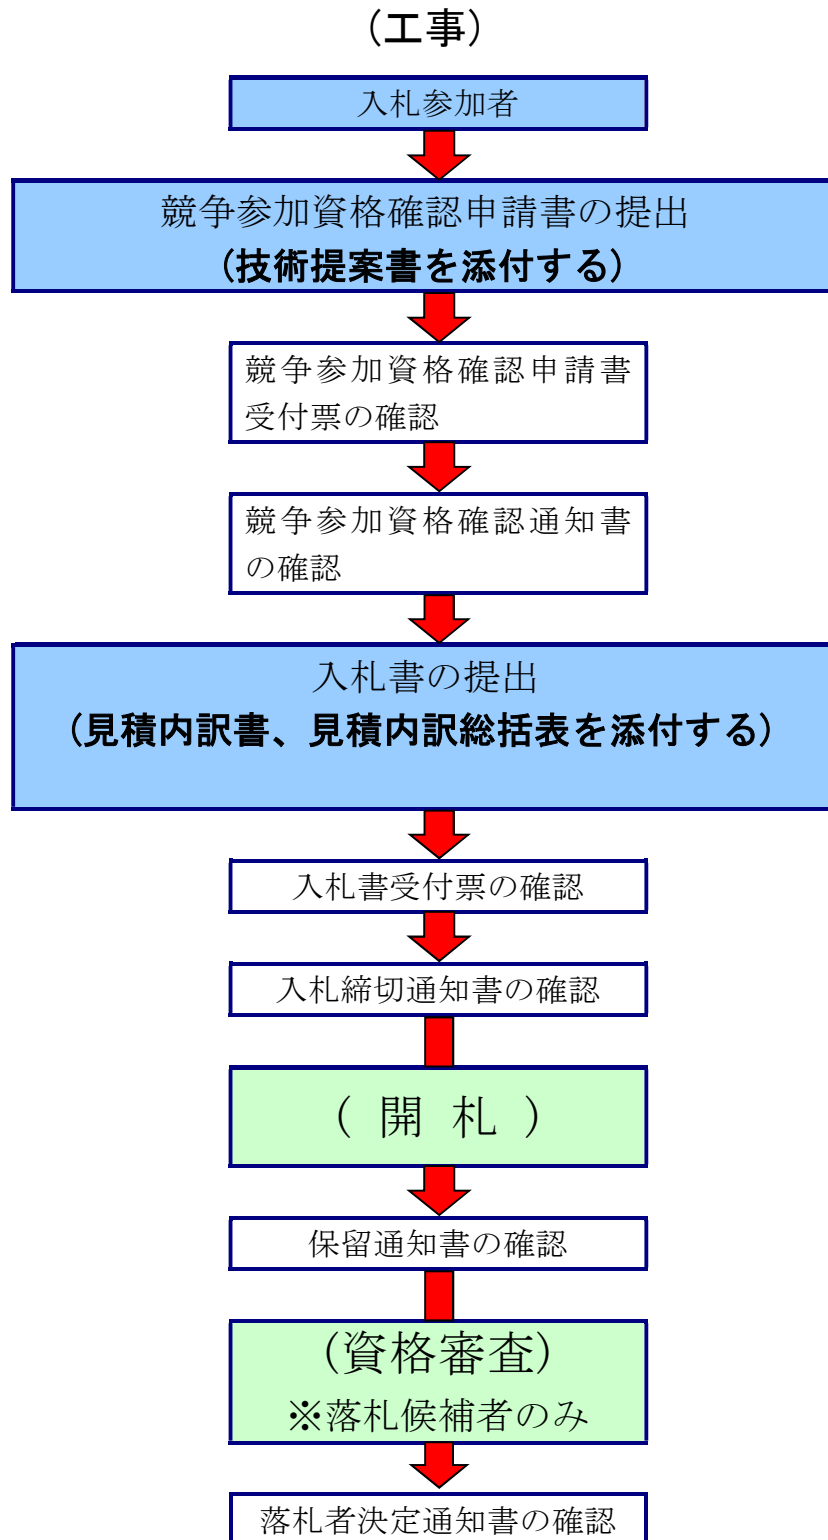 （工事）
入札参加者
競争参加資格確認申請書の提出
（技術提案書を添付する）
競争参加資格確認申請書
受付票の確認
競争参加資格確認通知書
の確認
入札書の提出
（見積内訳書、見積内訳総括表を添付する）
入札書受付票の確認
入札締切通知書の確認
（ 開 札 ）
保留通知書の確認
（資格審査）
※落札候補者のみ
落札者決定通知書の確認